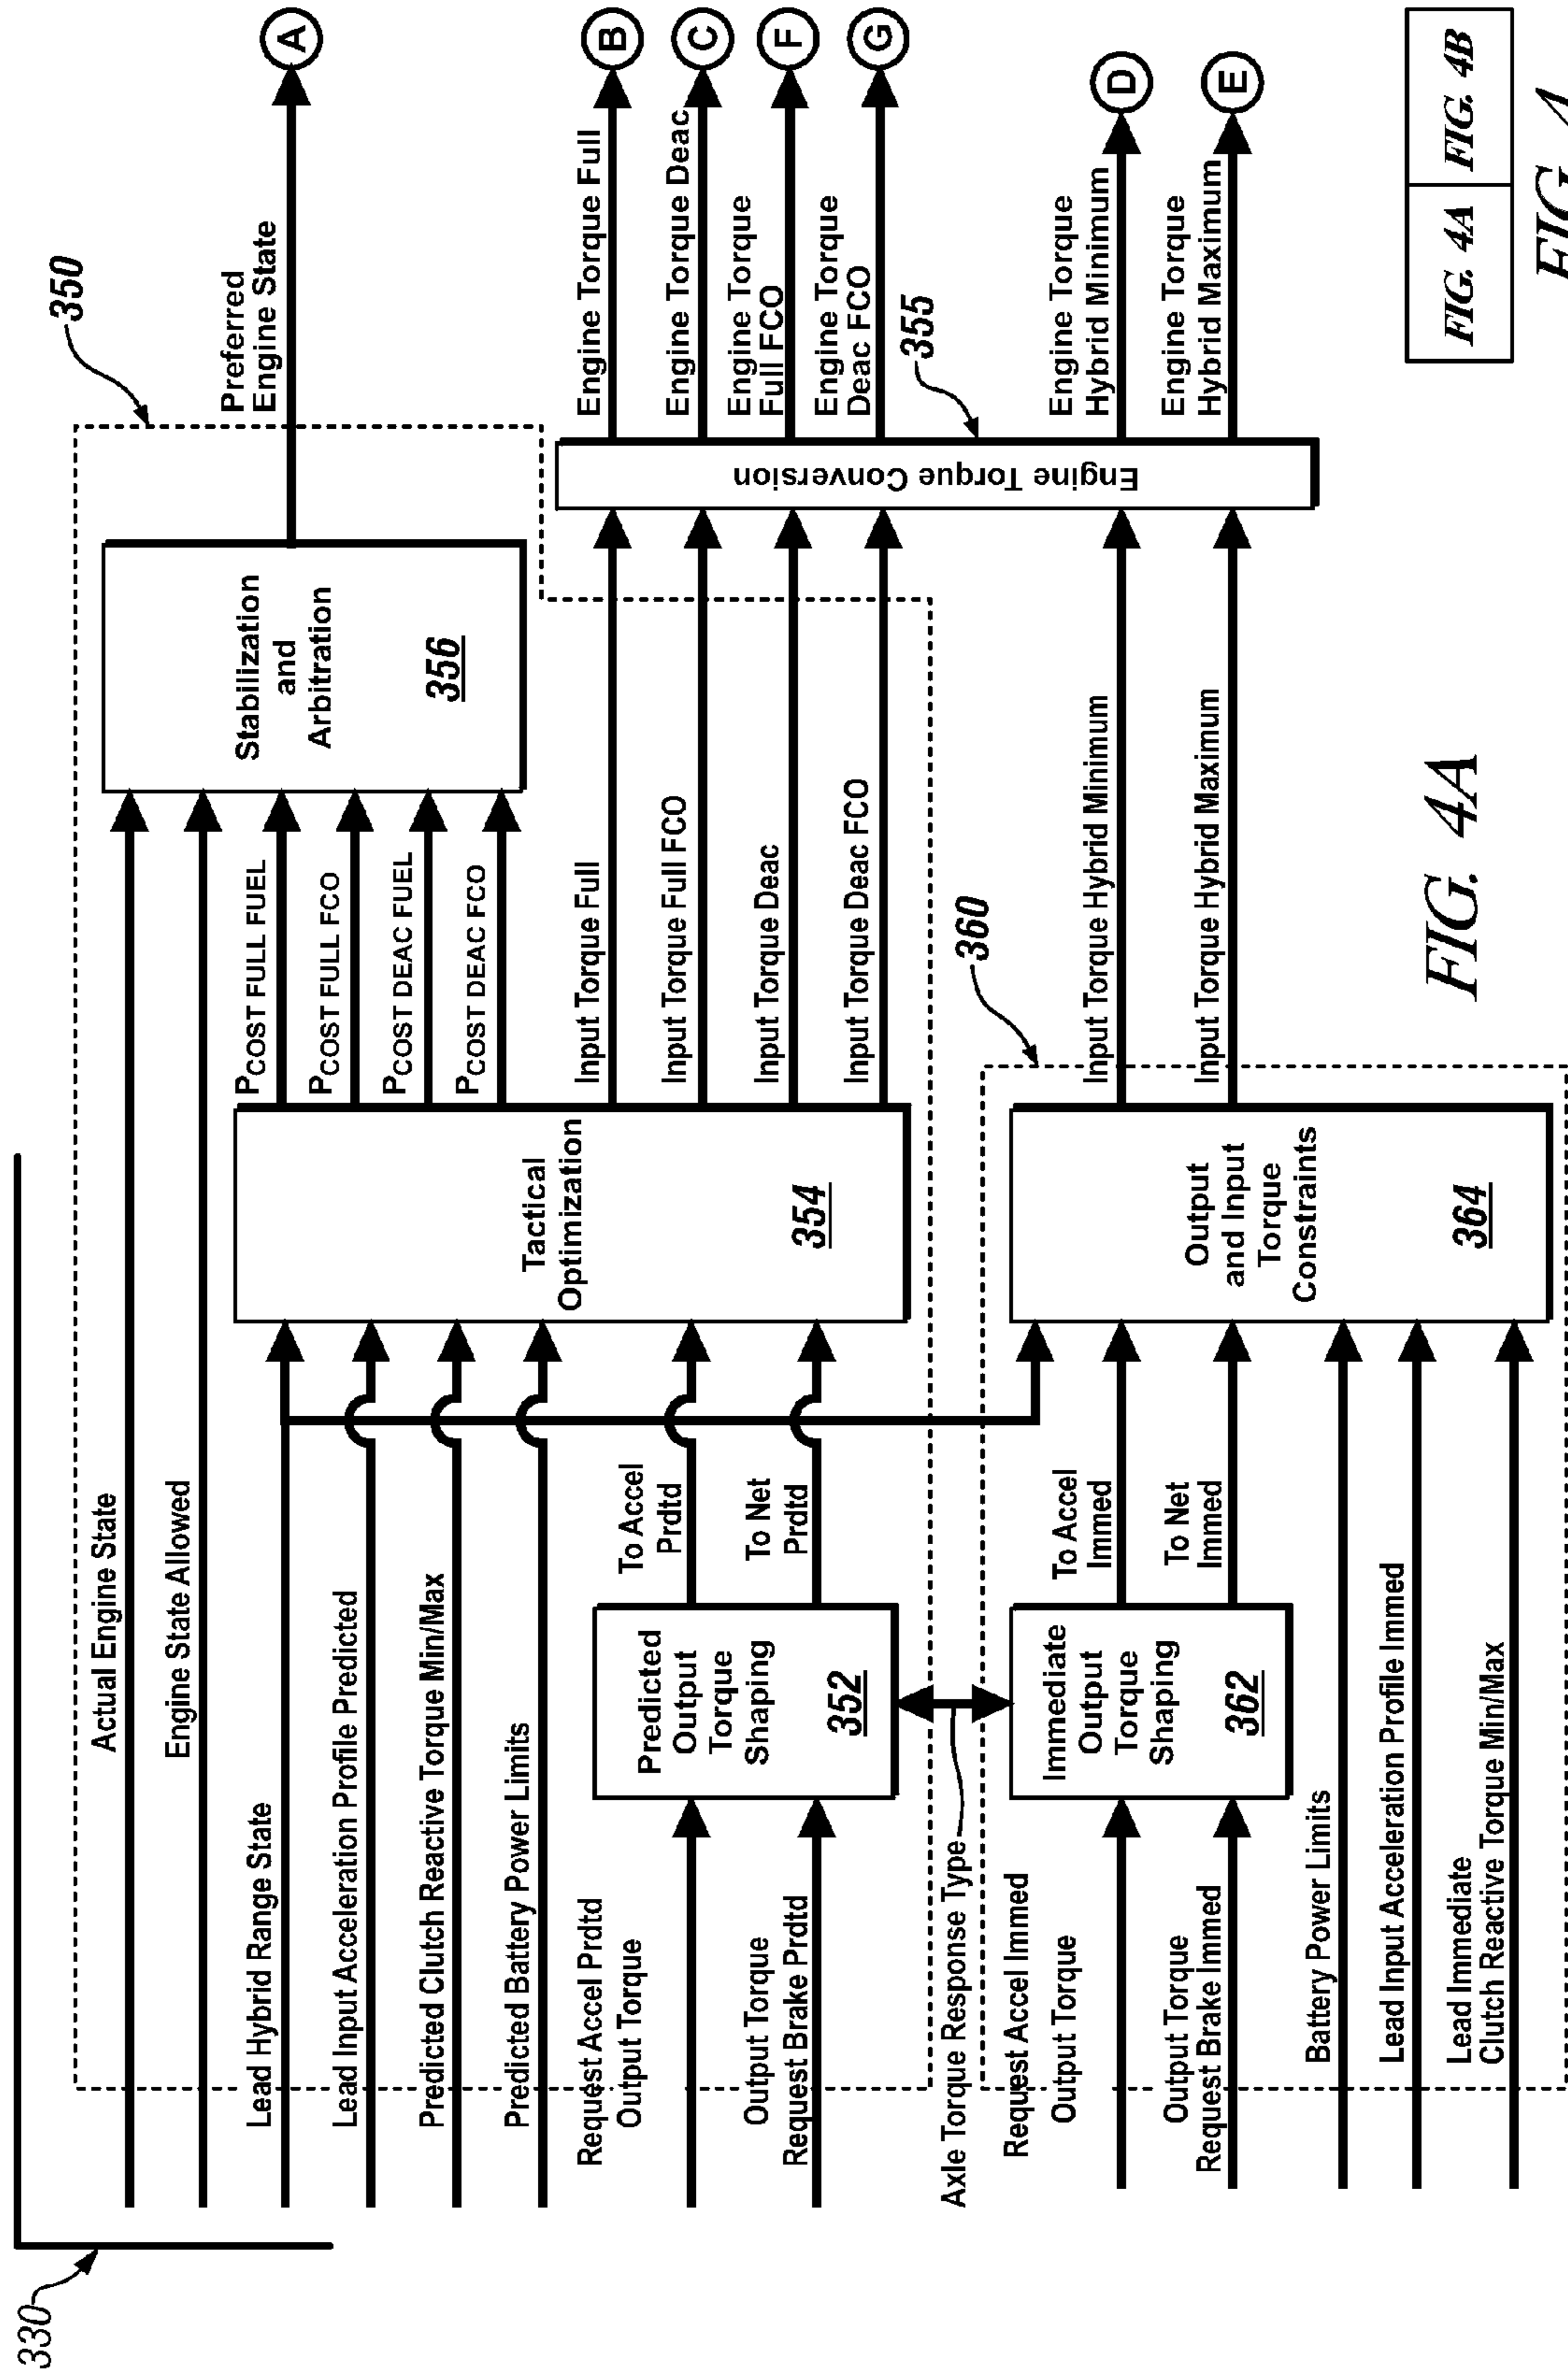 330
350
Actual Engine State
Engine State Allowed
Lead Hybrid Range State
Lead Input Acceleration Profile Predicted
Predicted Clutch Reactive Torque Min/Max
Predicted Battery Power Limits
Request Accel Prdtd
Output Torque
Output Torque
Request Brake Prdtd
Predicted
Output
Torque
Shaping
352
To Accel
Prdtd
To Net
Prdtd
Tactical
Optimization
354
PCOST FULL FUEL
PCOST FULL FCO
PCOST DEAC FUEL
PCOST DEAC FCO
Stabilization
and
Arbitration
356
Preferred
Engine State
A
Input Torque Full
Input Torque Full FCO
Input Torque Deac
Input Torque Deac FCO
Engine Torque Conversion
355
Engine Torque Full
B
Engine Torque Deac
C
Engine Torque
Full FCO
F
Engine Torque
Deac FCO
G
Axle Torque Response Type
360
Request Accel Immed
Output Torque
Output Torque
Request Brake Immed
Battery Power Limits
Lead Input Acceleration Profile Immed
Lead Immediate
Clutch Reactive Torque Min/Max
Immediate
Output
Torque
Shaping
362
To Accel
Immed
To Net
Immed
Output
and Input
Torque
Constraints
364
Input Torque Hybrid Minimum
Input Torque Hybrid Maximum
Engine Torque
Hybrid Minimum
D
Engine Torque
Hybrid Maximum
E
FIG. 4A
FIG. 4A FIG. 4B
FIG. 4